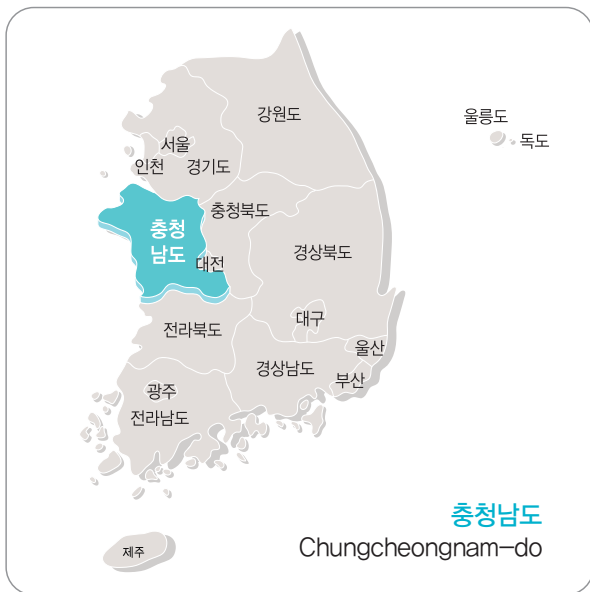 강원도
울릉도
독도
서울
인천 경기도
충청북도
충청
남도
대전
경상북도
대구
전라북도
울산
경상남도
부산
광주
전라남도
제주
충청남도
Chungcheongnam–do